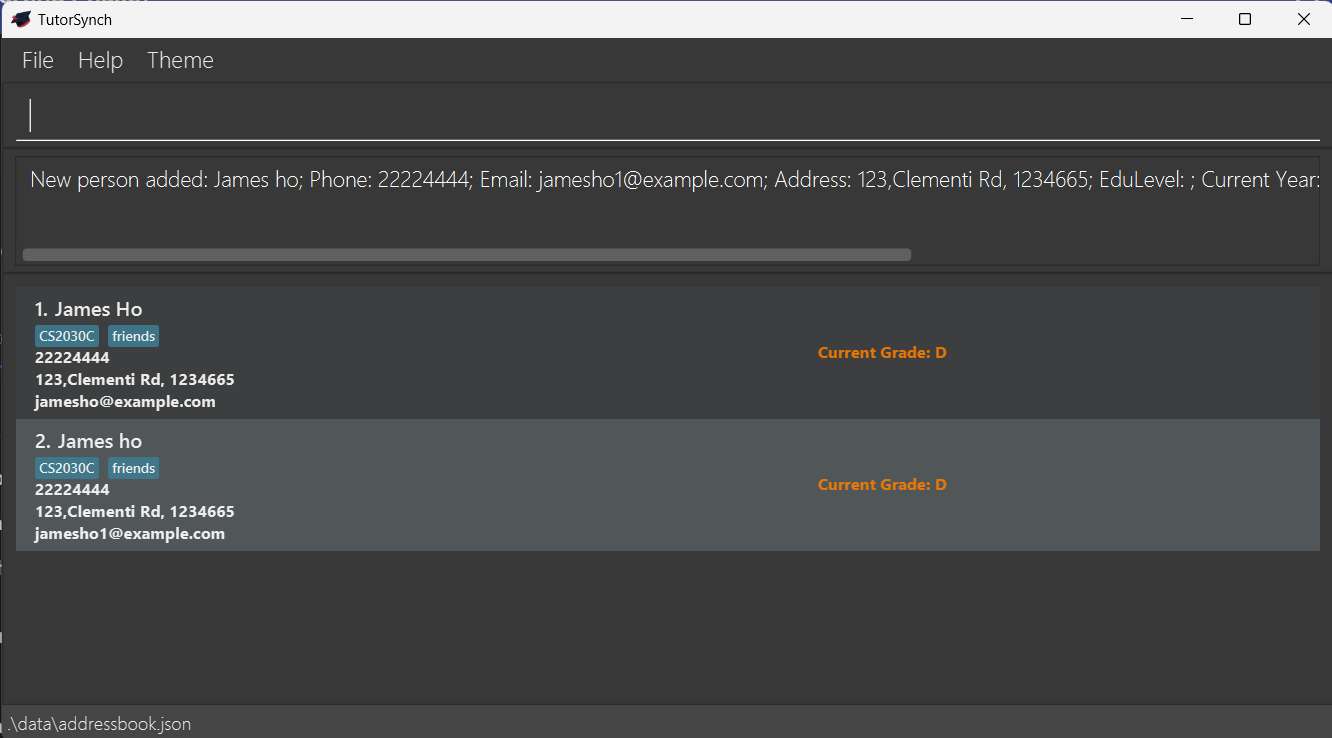 TutorSynch
File Help Theme
New person added: James ho; Phone: 22224444; Email: jamesho1@example.com; Address: 123,Clementi Rd, 1234665; EduLevel: ; Current Year:
1. James Ho
CS2030C friends
22224444
Current Grade: D
123,Clementi Rd, 1234665
jamesho@example.com
2. James ho
CS2030C friends
22224444
Current Grade: D
123,Clementi Rd, 1234665
jamesho1@example.com
.\data\addressbook.json